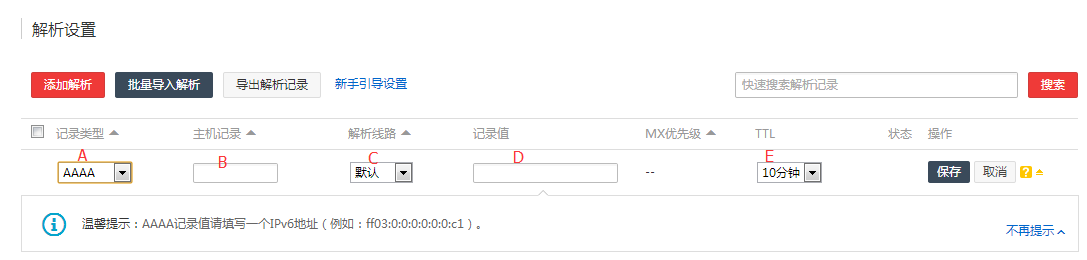 解析设置
添加解析 批量导入解析 导出解析记录 新手引导设置 快速搜索解析记录 搜索
记录类型 主机记录 解析线路 记录值 MX优先级 TTL 状态 操作
A B C D E
AAAA 默认 -- 10分钟 保存 取消 ?
温馨提示：AAAA记录值请填写一个IPv6地址（例如：ff03:0:0:0:0:0:0:c1）。
不再提示